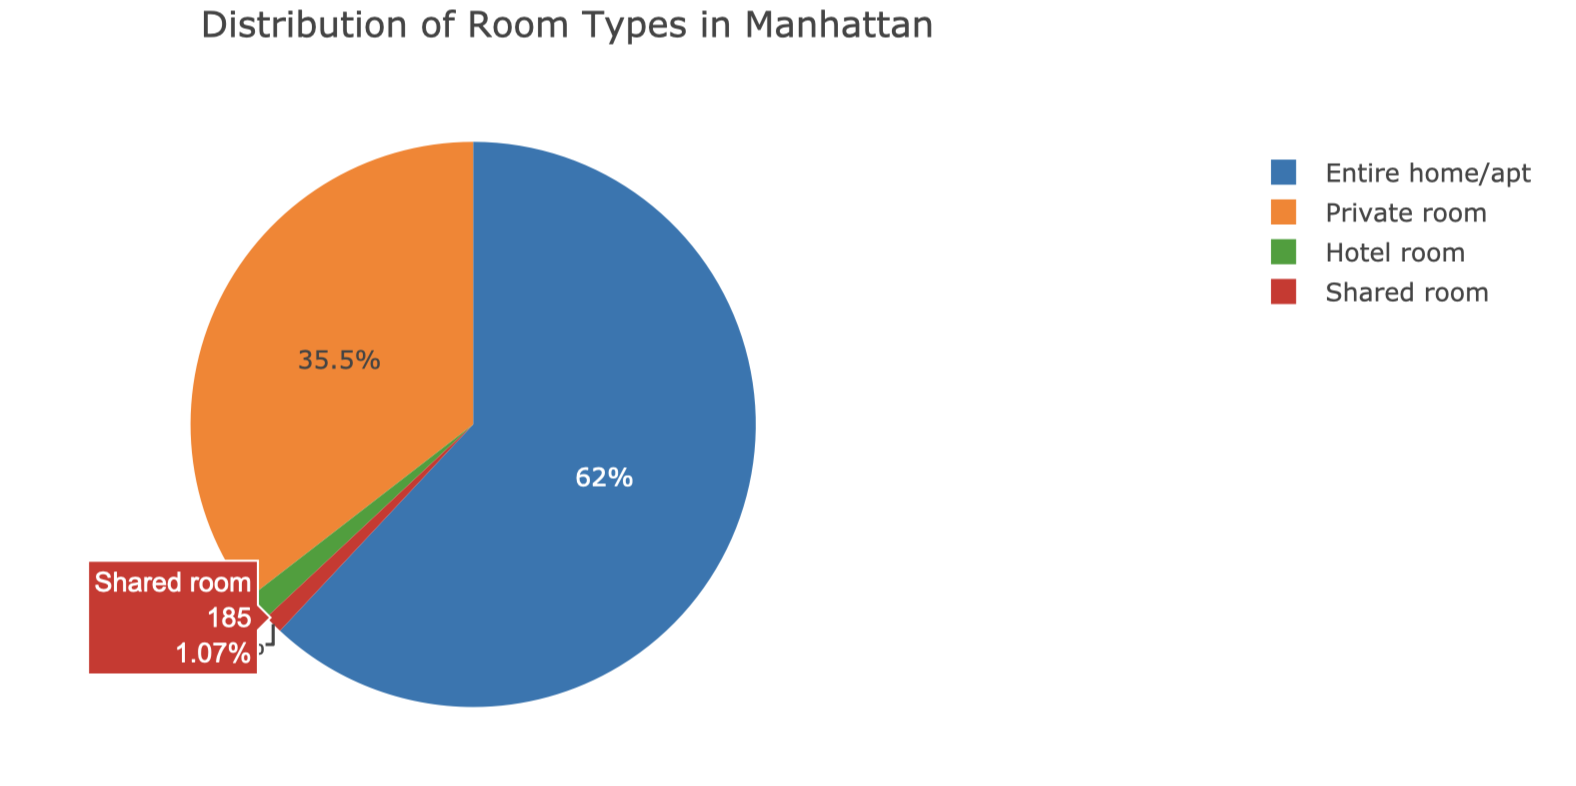 Distribution of Room Types in Manhattan
Entire home/apt
Private room
Hotel room
Shared room
35.5%
62%
Shared room
185
1.07%